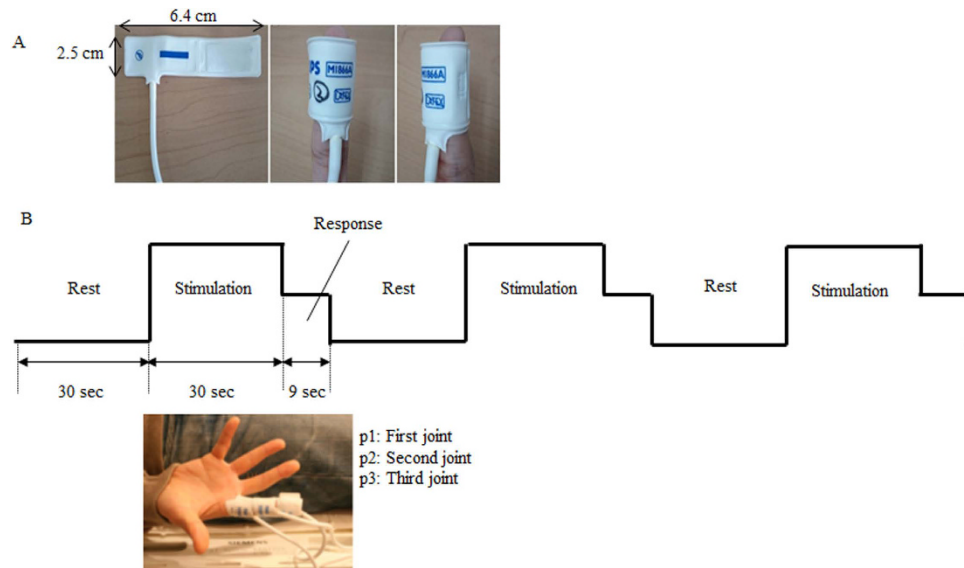 A
6.4 cm
2.5 cm
PS M1866A
2
M1866A
B
Response
Rest
Stimulation
Rest
Stimulation
Rest
Stimulation
30 sec
30 sec
9 sec
p1: First joint
p2: Second joint
p3: Third joint